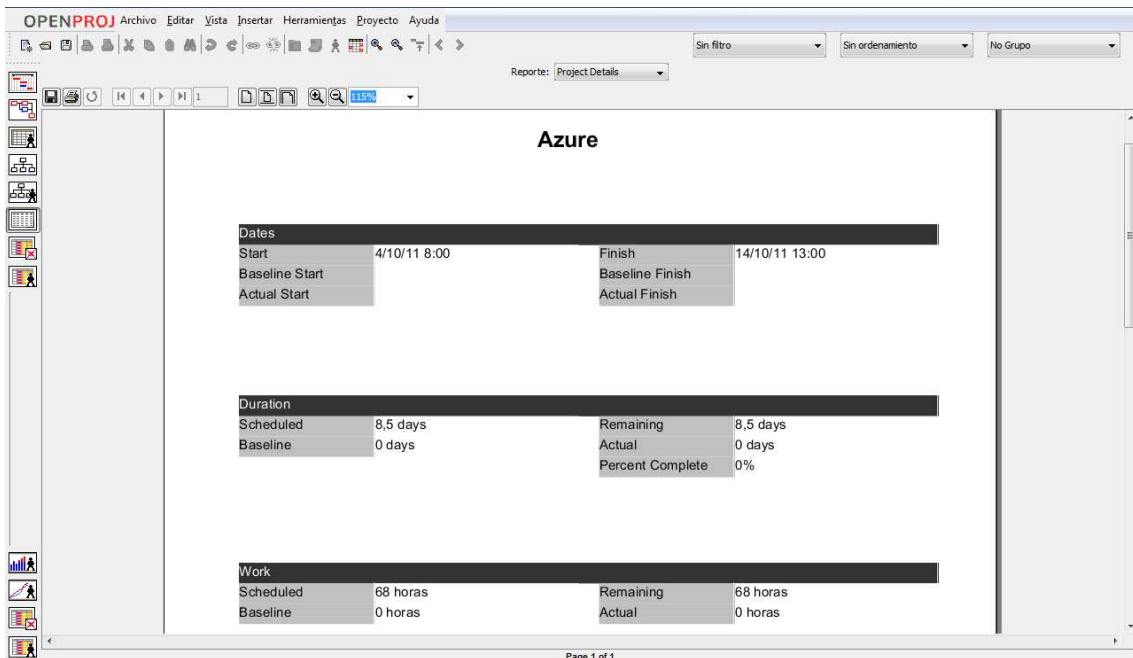 OPENPROJ Archivo Editar Vista Insertar Herramientas Proyecto Ayuda
Sin filtro Sin ordenamiento No Grupo
Reporte: Project Details
1 115%
Azure
Dates
Start 4/10/11 8:00 Finish 14/10/11 13:00
Baseline Start Baseline Finish
Actual Start Actual Finish
Duration
Scheduled 8,5 days Remaining 8,5 days
Baseline 0 days Actual 0 days
Percent Complete 0%
Work
Scheduled 68 horas Remaining 68 horas
Baseline 0 horas Actual 0 horas
Page 1 of 1